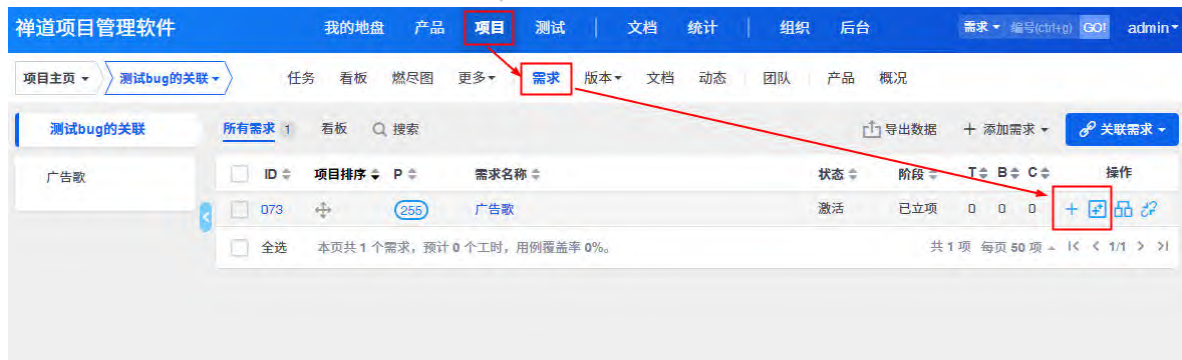 禅道项目管理软件 我的地盘 产品 项目 测试 文档 统计 组织 后台 需求 编号(ctrl+g) GO! admin
项目主页 测试bug的关联 任务 看板 燃尽图 更多 需求 版本 文档 动态 团队 产品 概况
测试bug的关联 所有需求 1 看板 搜索 导出数据 + 添加需求 关联需求
广告歌 ID 项目排序 P 需求名称 状态 阶段 T B C 操作
073 255 广告歌 激活 已立项 0 0 0
全选 本页共 1 个需求，预计 0 个工时，用例覆盖率 0%。 共 1 项 每页 50 项 1/1